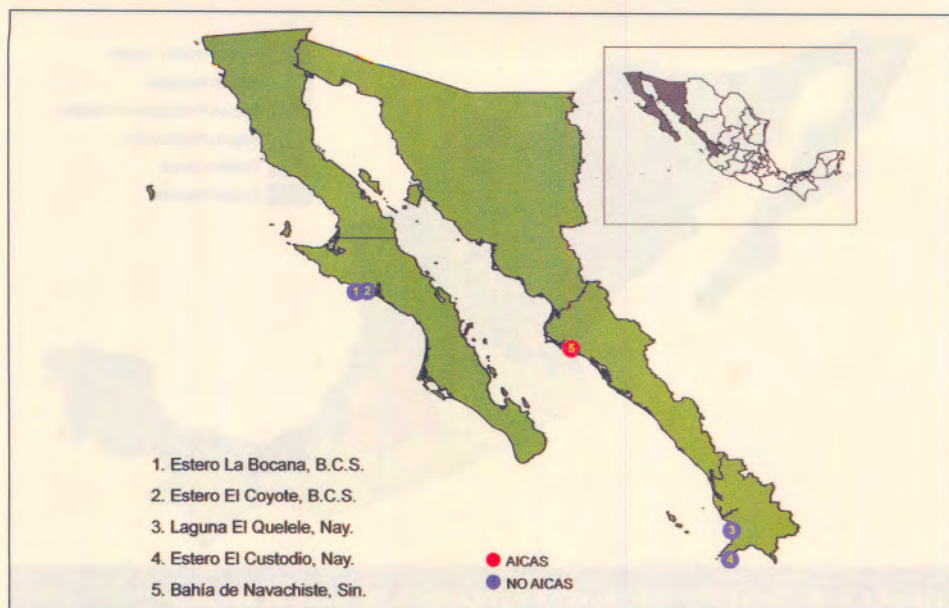 1 2
5
3
4
1. Estero La Bocana, B.C.S.
2. Estero El Coyote, B.C.S.
3. Laguna El Quelele, Nay.
4. Estero El Custodio, Nay.
5. Bahía de Navachiste, Sin.
AICAS
NO AICAS